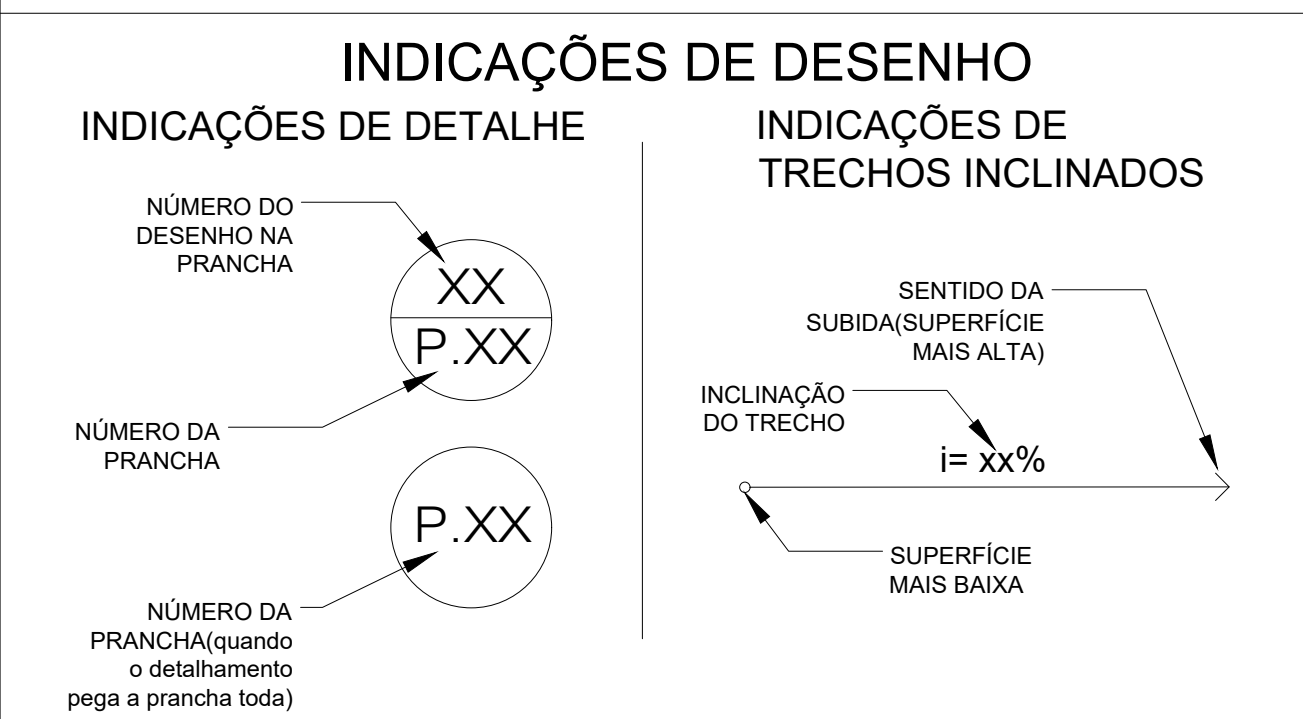 INDICAÇÕES DE DESENHO
INDICAÇÕES DE DETALHE
NÚMERO DO
DESENHO NA
PRANCHA
XX
P.XX
NÚMERO DA
PRANCHA
P.XX
NÚMERO DA
PRANCHA(quando
o detalhamento
pega a prancha toda)
INDICAÇÕES DE
TRECHOS INCLINADOS
SENTIDO DA
SUBIDA(SUPERFÍCIE
MAIS ALTA)
INCLINAÇÃO
DO TRECHO
i= xx%
SUPERFÍCIE
MAIS BAIXA